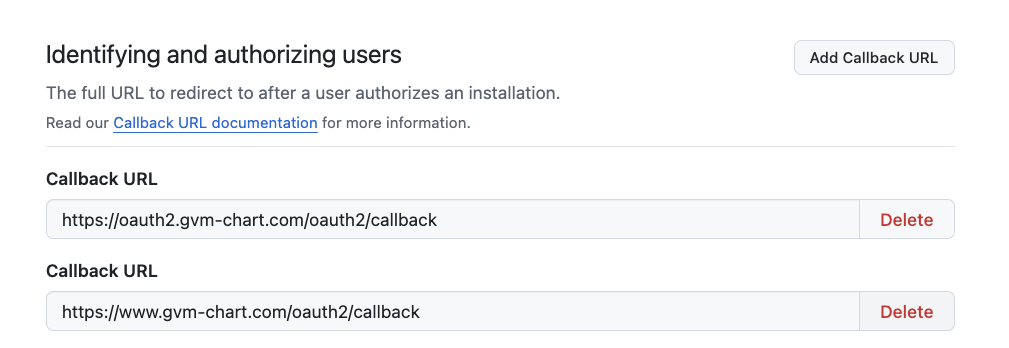 Identifying and authorizing users
Add Callback URL
The full URL to redirect to after a user authorizes an installation.
Read our Callback URL documentation for more information.
Callback URL
https://oauth2.gvm-chart.com/oauth2/callback
Delete
Callback URL
https://www.gvm-chart.com/oauth2/callback
Delete